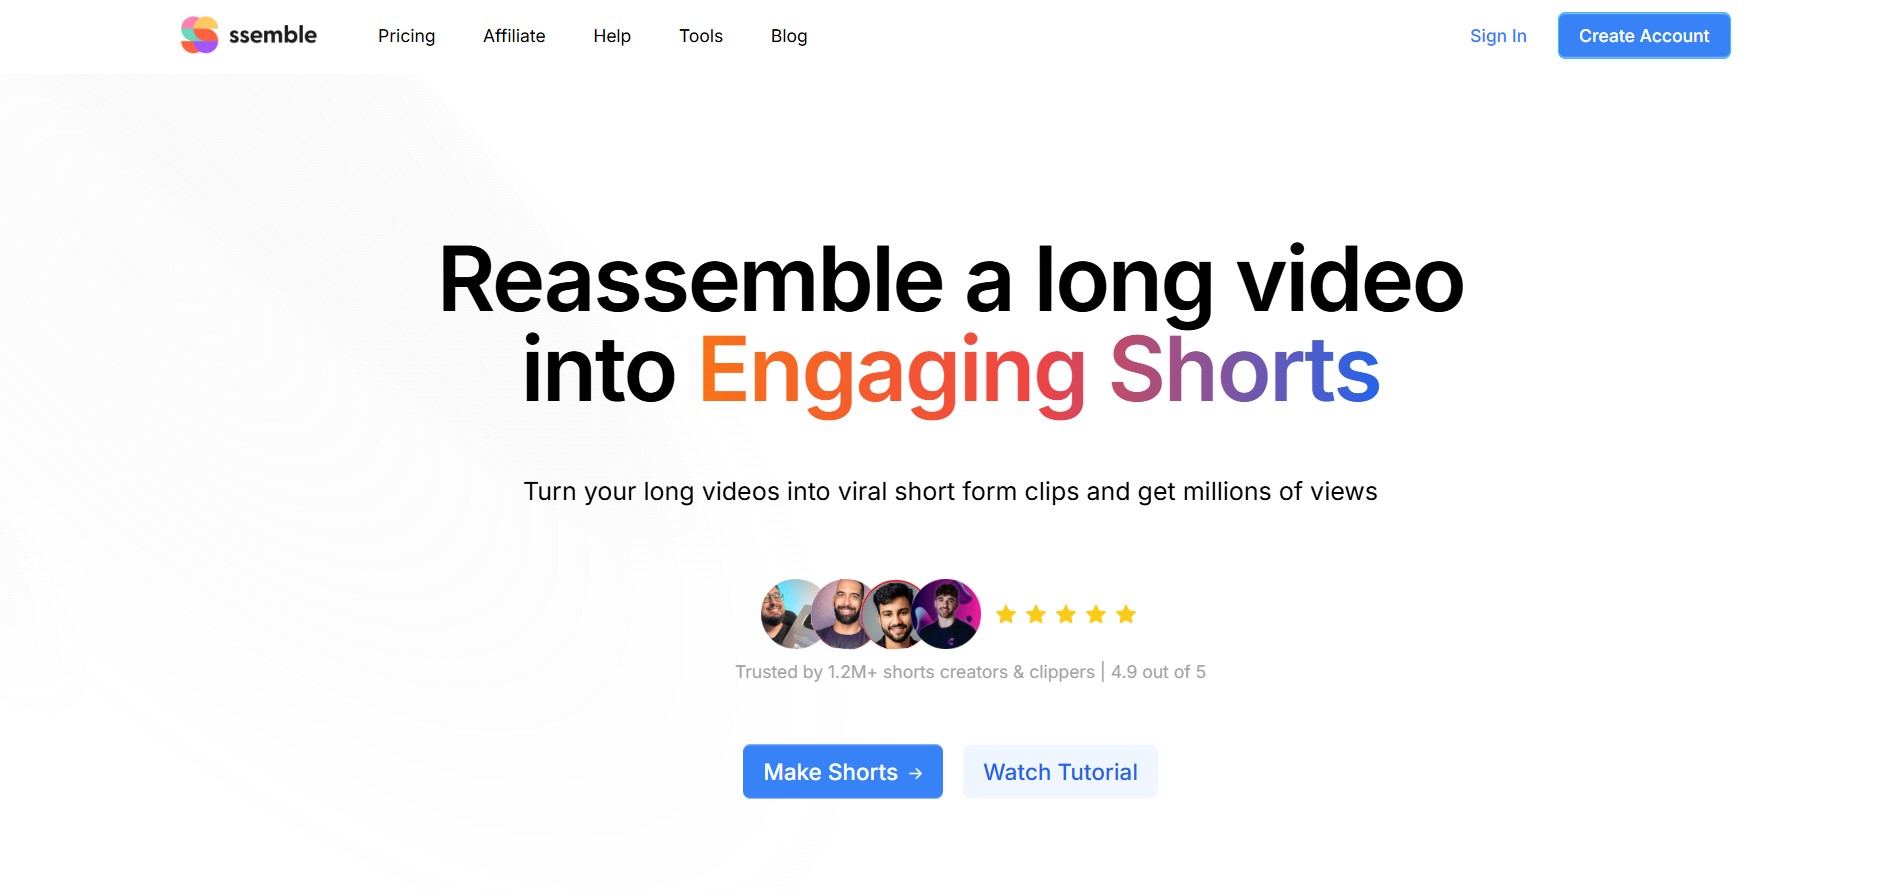 ssemble
Pricing
Affiliate
Help
Tools
Blog
Sign In
Create Account
Reassemble a long video
into Engaging Shorts
Turn your long videos into viral short form clips and get millions of views
Trusted by 1.2M+ shorts creators & clippers | 4.9 out of 5
Make Shorts →
Watch Tutorial